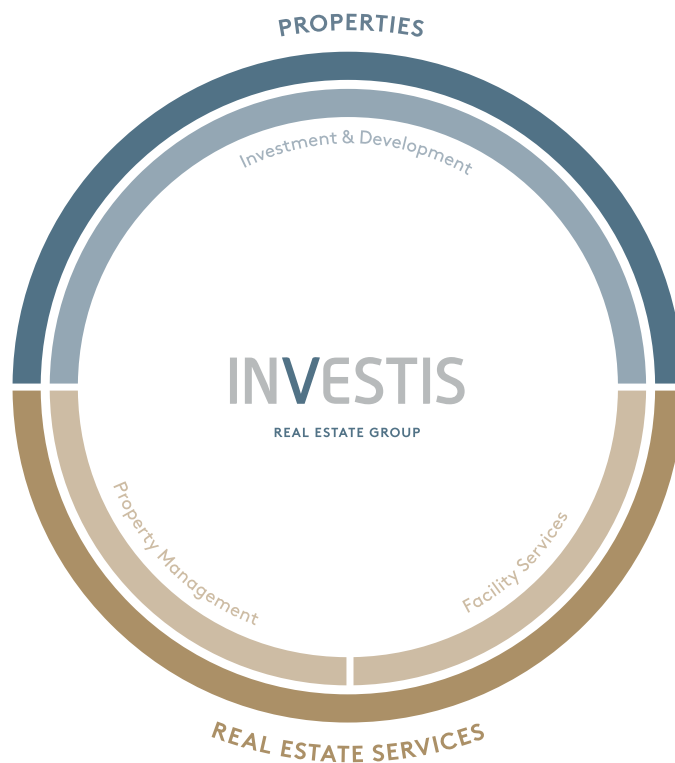 PROPERTIES
Investment & Development
INVESTIS
REAL ESTATE GROUP
Property Management
Facility Services
REAL ESTATE SERVICES